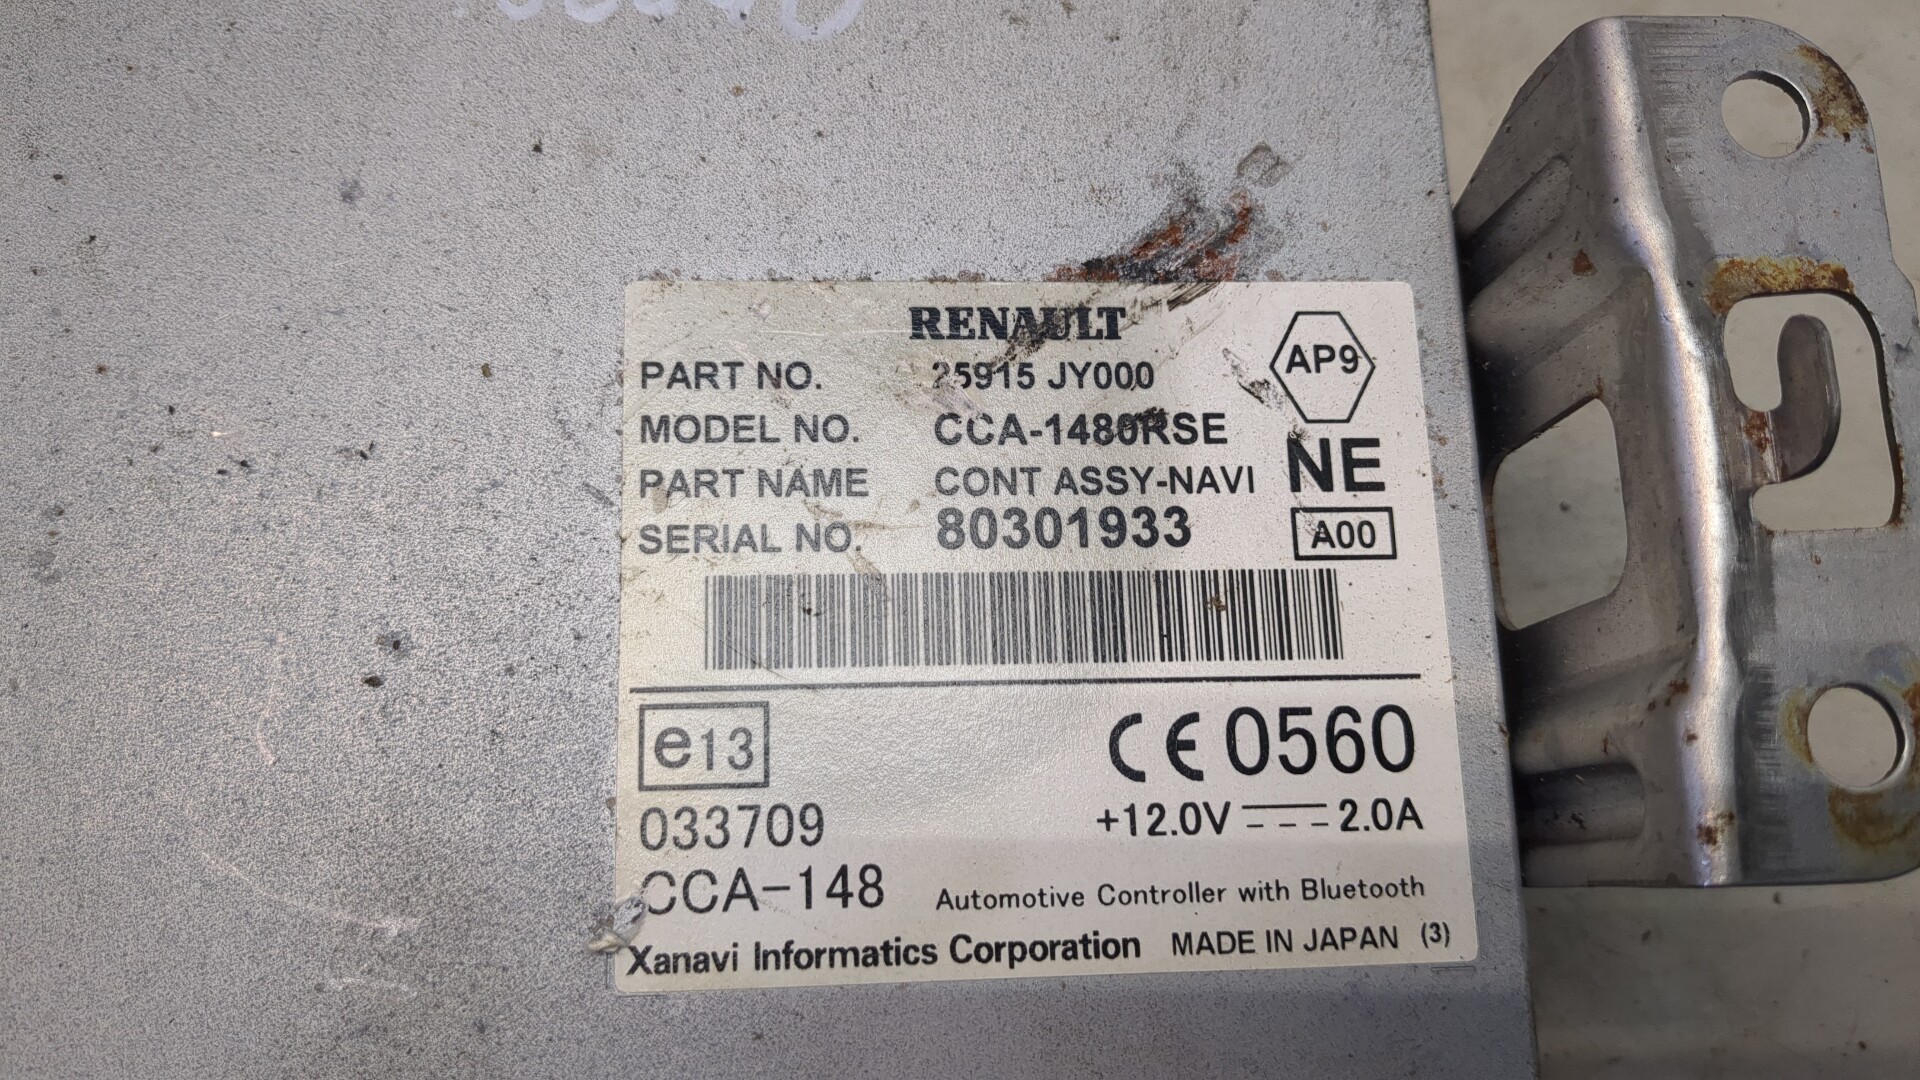 RENAULT
PART NO. 25915 JY000
AP9
MODEL NO. CCA-1480RSE
PART NAME CONT ASSY-NAVI
NE
SERIAL NO. 80301933
A00
e13
CE 0560
033709
+12.0V 2.0A
CCA-148
Automotive Controller with Bluetooth
Xanavi Informatics Corporation MADE IN JAPAN (3)